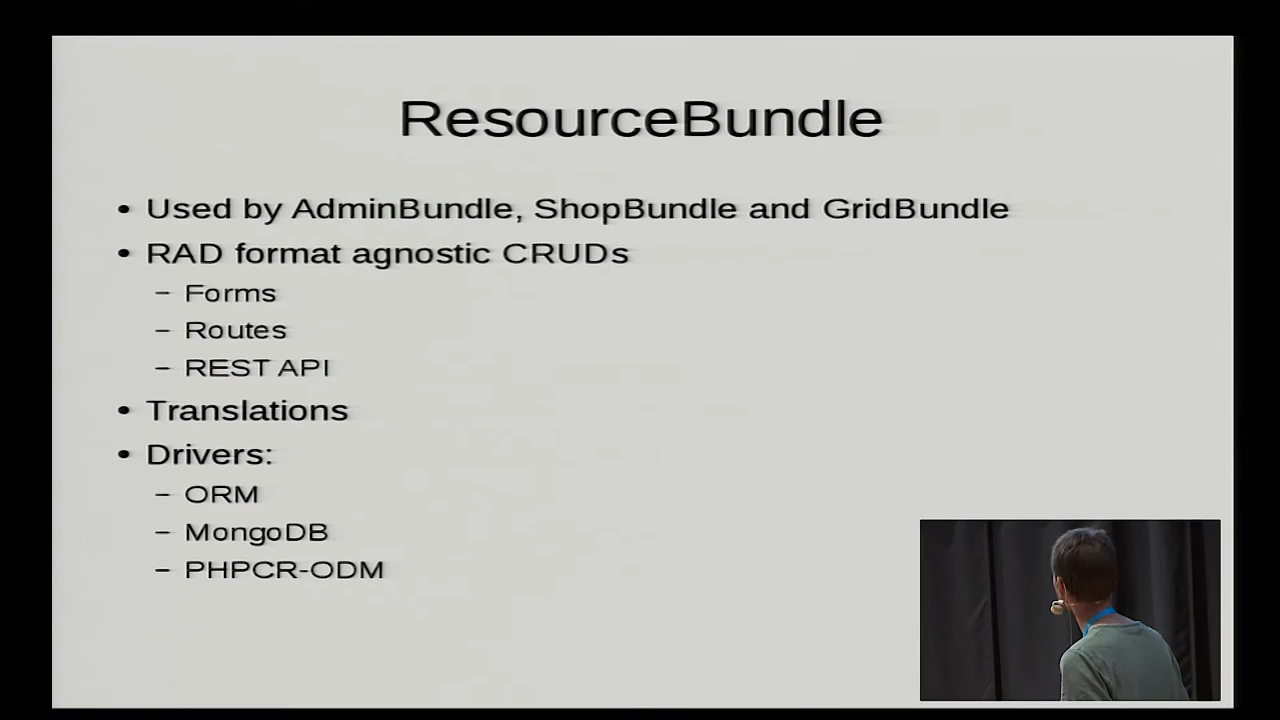 ResourceBundle
• Used by AdminBundle, ShopBundle and GridBundle
• RAD format agnostic CRUDs
– Forms
– Routes
– REST API
• Translations
• Drivers:
– ORM
– MongoDB
– PHPCR-ODM